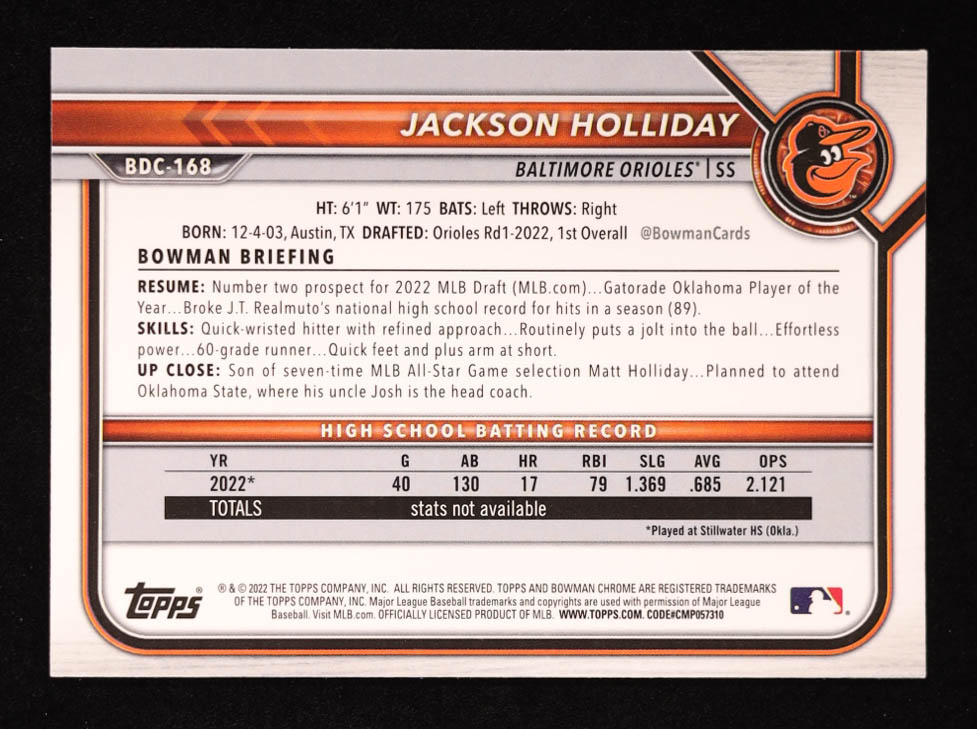 JACKSON HOLLIDAY
BDC-168
BALTIMORE ORIOLES® | SS
HT: 6'1" WT: 175 BATS: Left THROWS: Right
BORN: 12-4-03, Austin, TX DRAFTED: Orioles Rd1-2022, 1st Overall @BowmanCards
BOWMAN BRIEFING
RESUME: Number two prospect for 2022 MLB Draft (MLB.com)...Gatorade Oklahoma Player of the
Year...Broke J.T. Realmuto's national high school record for hits in a season (89).
SKILLS: Quick-wristed hitter with refined approach...Routinely puts a jolt into the ball...Effortless
power...60-grade runner...Quick feet and plus arm at short.
UP CLOSE: Son of seven-time MLB All-Star Game selection Matt Holliday...Planned to attend
Oklahoma State, where his uncle Josh is the head coach.
HIGH SCHOOL BATTING RECORD
YR G AB HR RBI SLG AVG OPS
2022* 40 130 17 79 1.369 .685 2.121
TOTALS stats not available
*Played at Stillwater HS (Okla.)
Topps®
® & © 2022 THE TOPPS COMPANY, INC. ALL RIGHTS RESERVED. TOPPS AND BOWMAN CHROME ARE REGISTERED TRADEMARKS
OF THE TOPPS COMPANY, INC. Major League Baseball trademarks and copyrights are used with permission of Major League
Baseball. Visit MLB.com. OFFICIALLY LICENSED PRODUCT OF MLB. WWW.TOPPS.COM. CODE#CMP057310